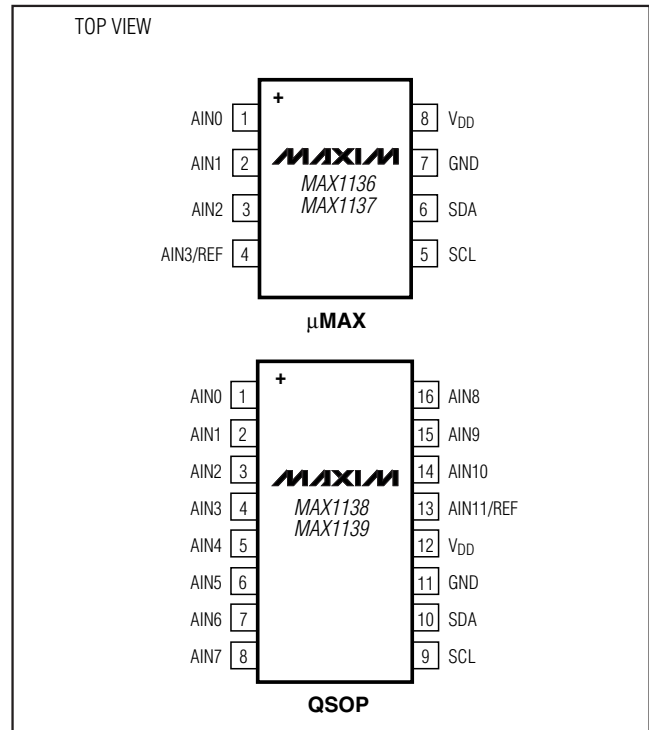 TOP VIEW
+
AIN0 1 8 VDD
AIN1 2 MAXIM 7 GND
MAX1136
AIN2 3 MAX1137 6 SDA
AIN3/REF 4 5 SCL
μMAX
+
AIN0 1 16 AIN8
AIN1 2 15 AIN9
AIN2 3 MAXIM 14 AIN10
AIN3 4 MAX1138 13 AIN11/REF
MAX1139
AIN4 5 12 VDD
AIN5 6 11 GND
AIN6 7 10 SDA
AIN7 8 9 SCL
QSOP